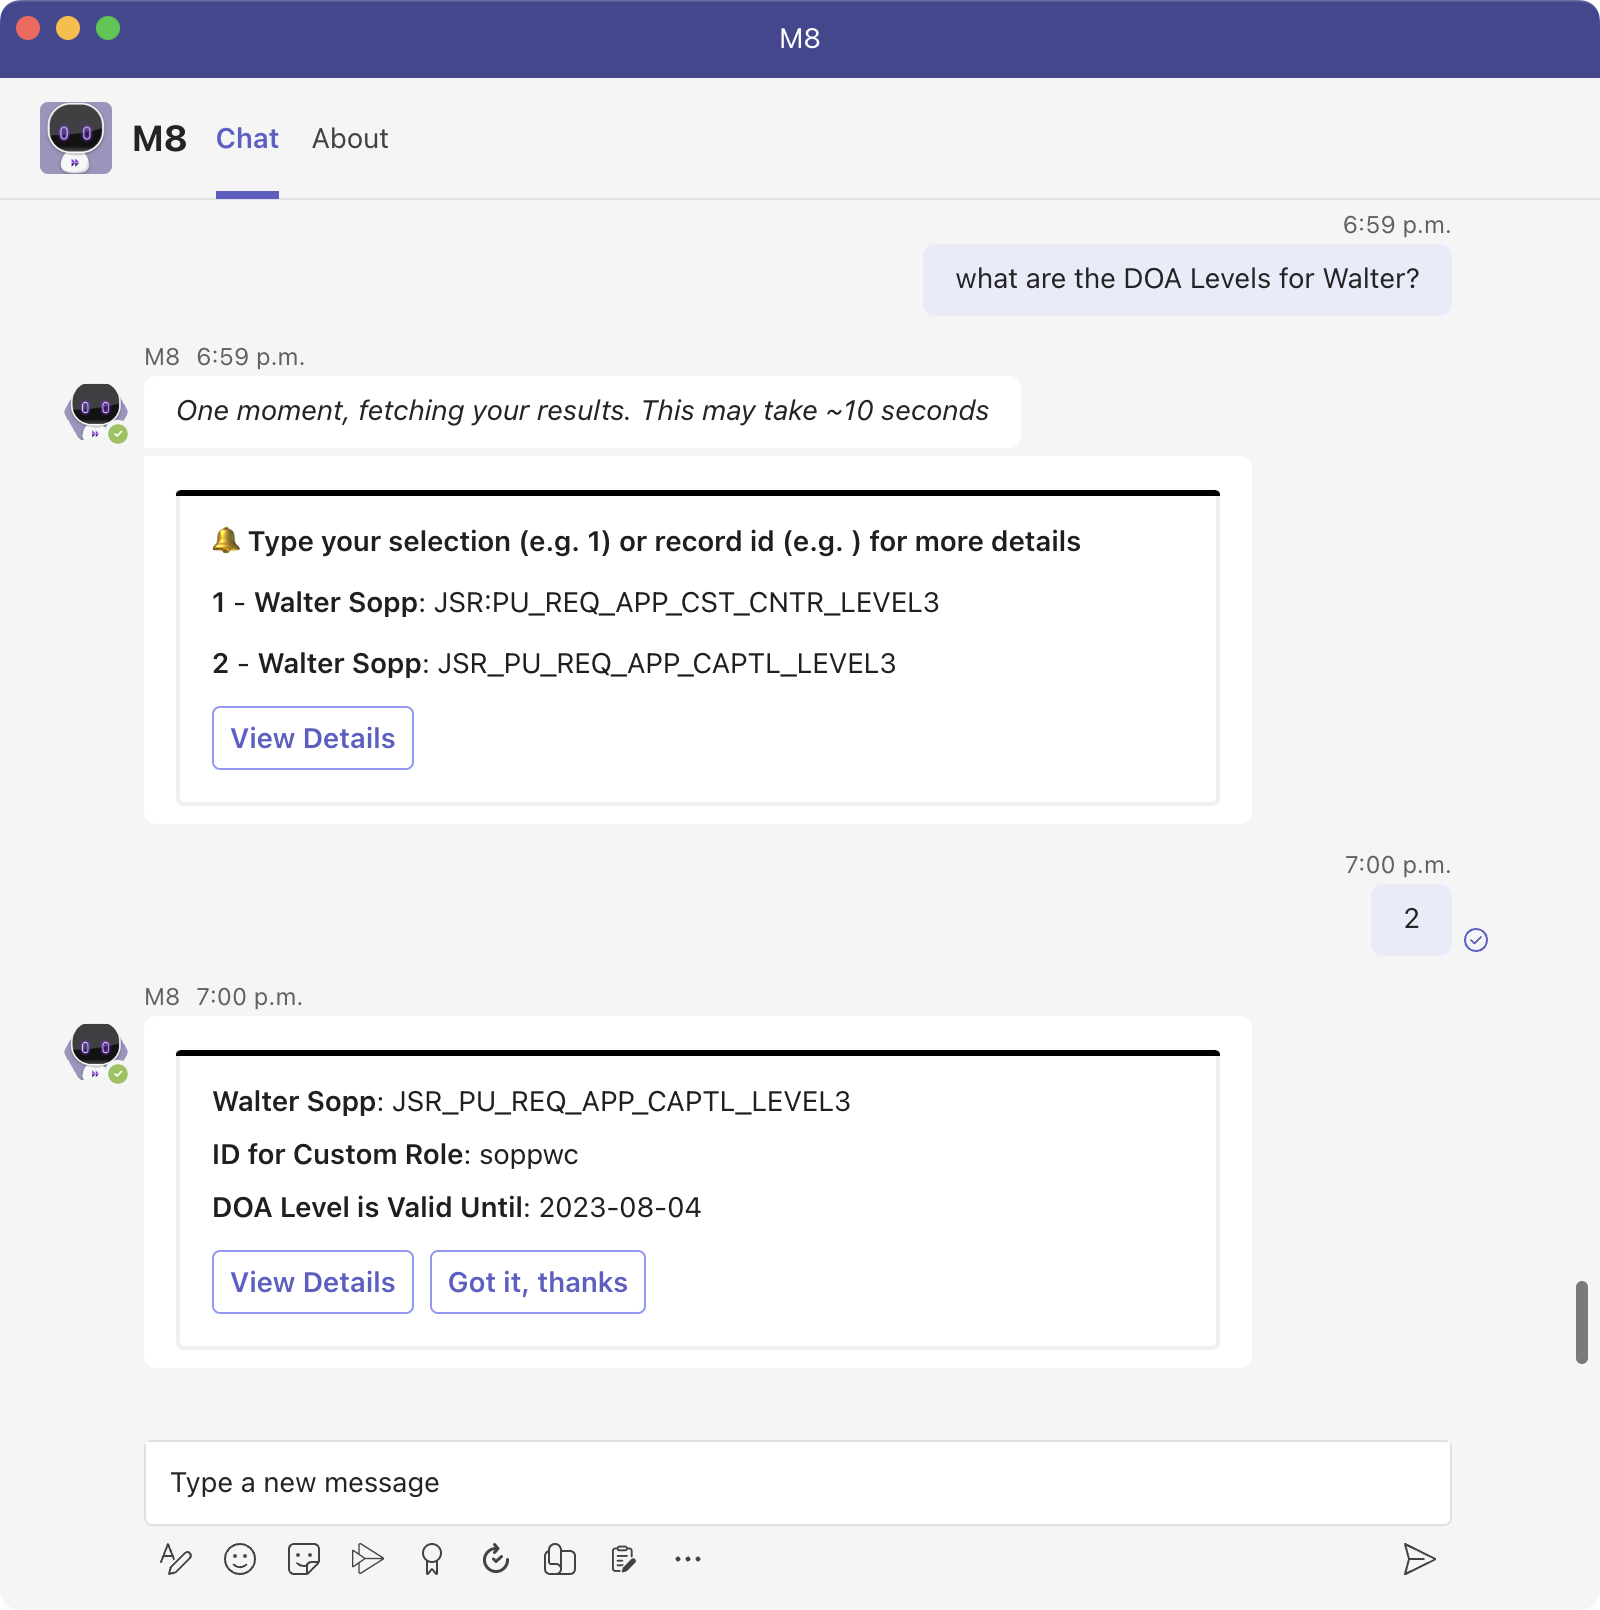 M8
M8 Chat About
6:59 p.m.
what are the DOA Levels for Walter?
M8 6:59 p.m.
One moment, fetching your results. This may take ~10 seconds
🔔 Type your selection (e.g. 1) or record id (e.g. ) for more details
1 - Walter Sopp: JSR:PU_REQ_APP_CST_CNTR_LEVEL3
2 - Walter Sopp: JSR_PU_REQ_APP_CAPTL_LEVEL3
View Details
7:00 p.m.
2
M8 7:00 p.m.
Walter Sopp: JSR_PU_REQ_APP_CAPTL_LEVEL3
ID for Custom Role: soppwc
DOA Level is Valid Until: 2023-08-04
View Details Got it, thanks
Type a new message